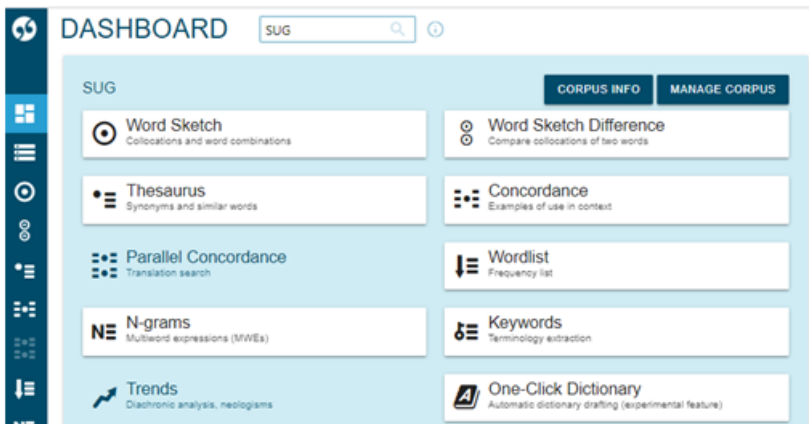 DASHBOARD
SUG
SUG
CORPUS INFO
MANAGE CORPUS
Word Sketch
Collocations and word combinations
Word Sketch Difference
Compare collocations of two words
Thesaurus
Synonyms and similar words
Concordance
Examples of use in context
Parallel Concordance
Translation search
Wordlist
Frequency list
N-grams
Multiword expressions (MWEs)
Keywords
Terminology extraction
Trends
Diachronic analysis, neologisms
One-Click Dictionary
Automatic dictionary drafting (experimental feature)